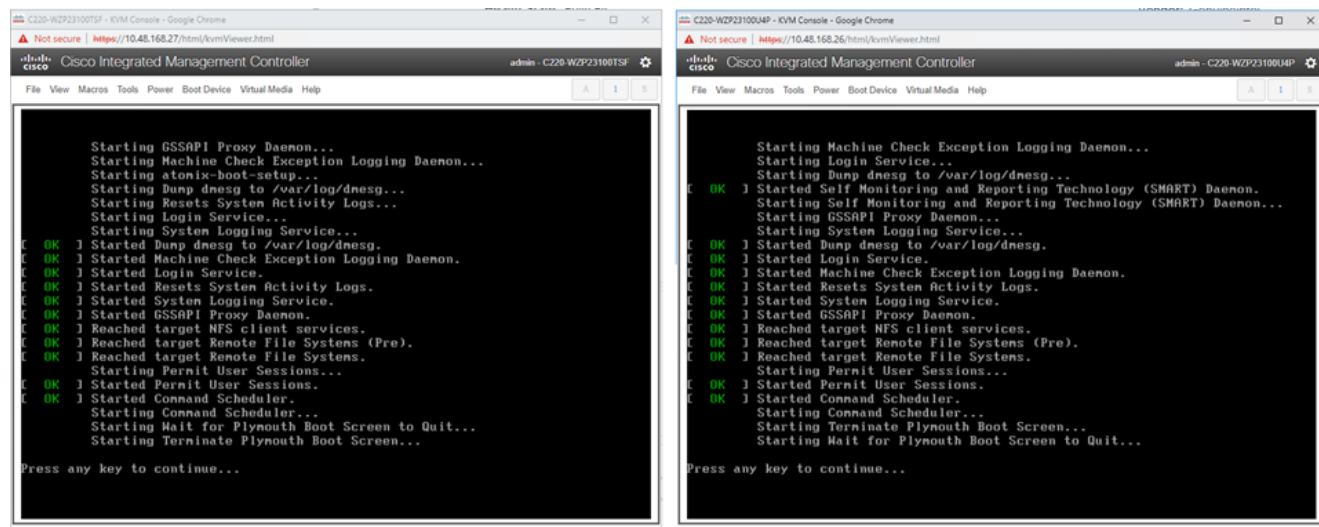 C220-WZP23100TSF - KVM Console - Google Chrome
Not secure | https://10.48.168.27/html/kvmViewer.html
CISCO Cisco Integrated Management Controller admin - C220-WZP23100TSF
File View Macros Tools Power Boot Device Virtual Media Help A 1 S
Starting GSSAPI Proxy Daemon...
Starting Machine Check Exception Logging Daemon...
Starting atomix-boot-setup...
Starting Dump dmesg to /var/log/dmesg...
Starting Resets System Activity Logs...
Starting Login Service...
Starting System Logging Service...
[ OK ] Started Dump dmesg to /var/log/dmesg.
[ OK ] Started Machine Check Exception Logging Daemon.
[ OK ] Started Login Service.
[ OK ] Started Resets System Activity Logs.
[ OK ] Started System Logging Service.
[ OK ] Started GSSAPI Proxy Daemon.
[ OK ] Reached target NFS client services.
[ OK ] Reached target Remote File Systems (Pre).
[ OK ] Reached target Remote File Systems.
Starting Permit User Sessions...
[ OK ] Started Permit User Sessions.
[ OK ] Started Command Scheduler.
Starting Command Scheduler...
Starting Wait for Plymouth Boot Screen to Quit...
Starting Terminate Plymouth Boot Screen...
Press any key to continue...
C220-WZP23100U4P - KVM Console - Google Chrome
Not secure | https://10.48.168.26/html/kvmViewer.html
CISCO Cisco Integrated Management Controller admin - C220-WZP23100U4P
File View Macros Tools Power Boot Device Virtual Media Help A 1 S
Starting Machine Check Exception Logging Daemon...
Starting Login Service...
Starting Dump dmesg to /var/log/dmesg...
[ OK ] Started Self Monitoring and Reporting Technology (SMART) Daemon.
Starting Self Monitoring and Reporting Technology (SMART) Daemon...
Starting GSSAPI Proxy Daemon...
Starting System Logging Service...
[ OK ] Started Dump dmesg to /var/log/dmesg.
[ OK ] Started Login Service.
[ OK ] Started Machine Check Exception Logging Daemon.
[ OK ] Started Resets System Activity Logs.
[ OK ] Started System Logging Service.
[ OK ] Started GSSAPI Proxy Daemon.
[ OK ] Reached target NFS client services.
[ OK ] Reached target Remote File Systems (Pre).
[ OK ] Reached target Remote File Systems.
Starting Permit User Sessions...
[ OK ] Started Permit User Sessions.
[ OK ] Started Command Scheduler.
Starting Command Scheduler...
Starting Terminate Plymouth Boot Screen...
Starting Wait for Plymouth Boot Screen to Quit...
Press any key to continue...